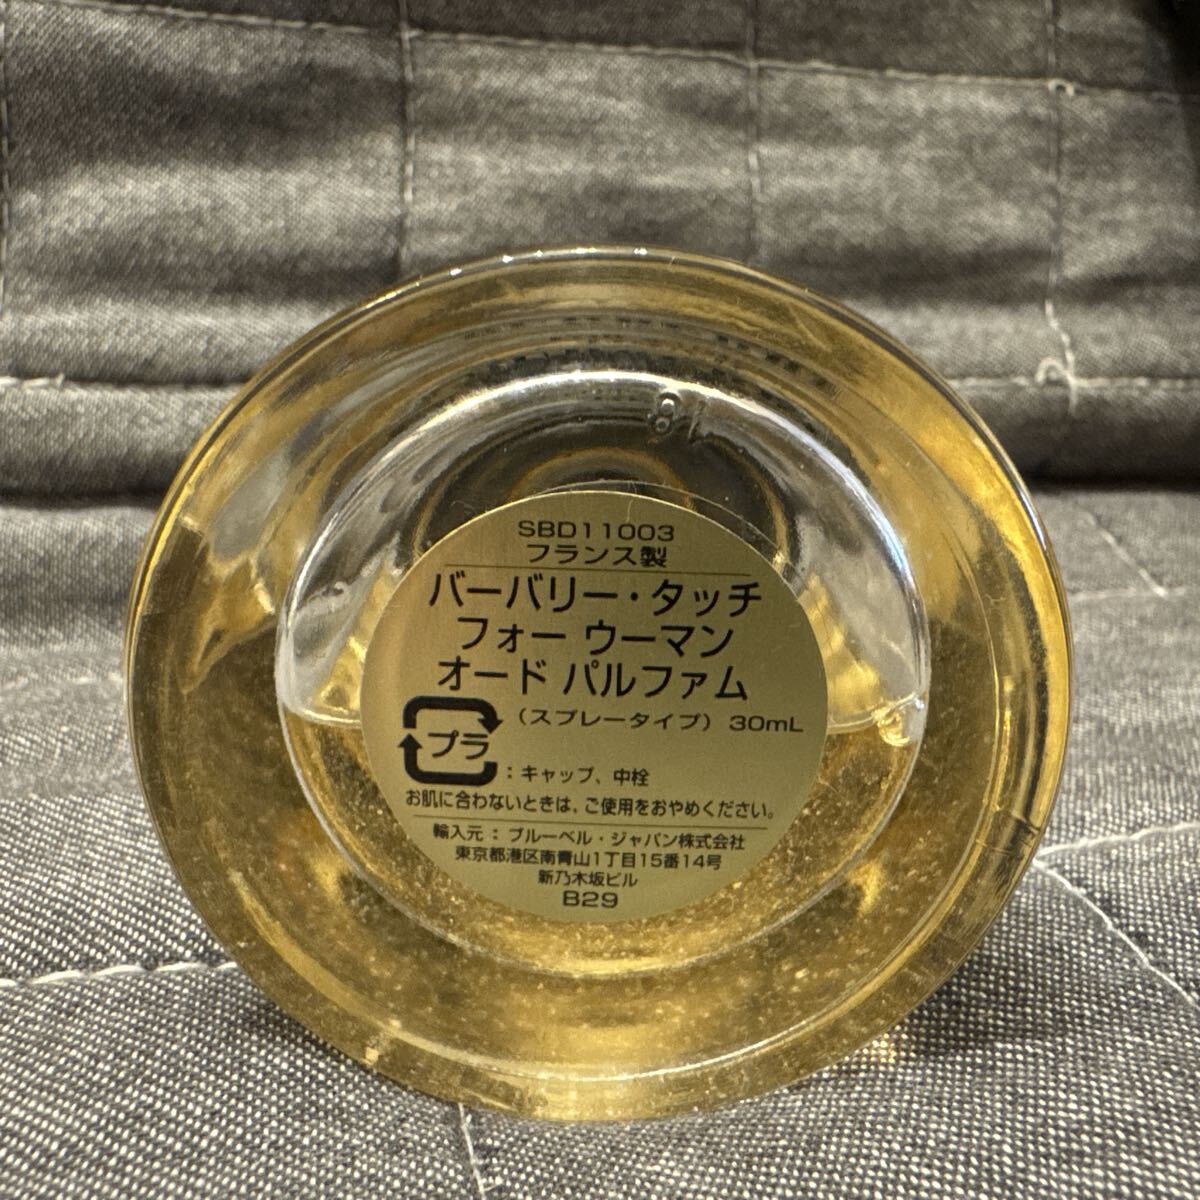 SBD11003
フランス製
バーバリー・タッチ
フォー ウーマン
オード パルファム
(スプレータイプ) 30mL
プラ
：キャップ、中栓
お肌に合わないときは、ご使用をおやめください。
輸入元：ブルーベル・ジャパン株式会社
東京都港区南青山1丁目15番14号
新乃木坂ビル
B29